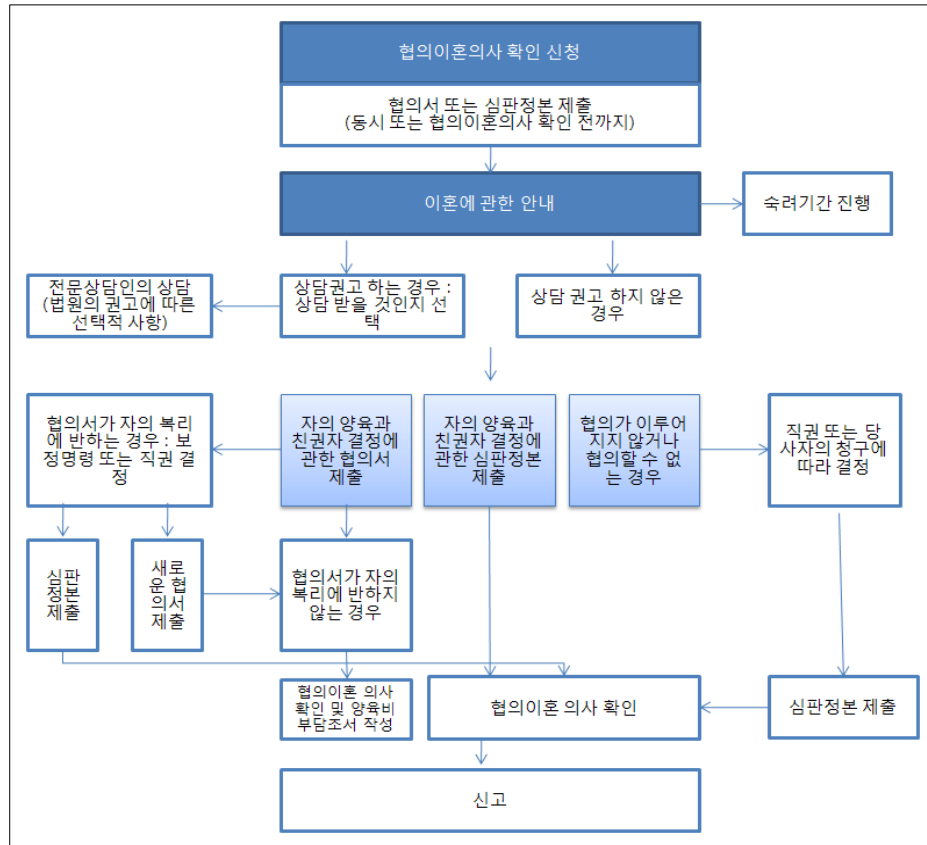 협의이혼의사 확인 신청
협의서 또는 심판정본 제출
(동시 또는 협의이혼의사 확인 전까지)
이혼에 관한 안내
숙려기간 진행
전문상담인의 상담
(법원의 권고에 따른
선택적 사항)
상담권고 하는 경우 :
상담 받을 것인지 선
택
상담 권고 하지 않은
경우
협의서가 자의 복리
에 반하는 경우 : 보
정명령 또는 직권 결
정
자의 양육과
친권자 결정에
관한 협의서
제출
자의 양육과
친권자 결정에
관한 심판정본
제출
협의가 이루어
지지 않거나
협의할 수 없
는 경우
직권 또는 당
사자의 청구에
따라 결정
심판
정본
제출
새로
운 협
의서
제출
협의서가 자의
복리에 반하지
않는 경우
협의이혼 의사
확인 및 양육비
부담조서 작성
협의이혼 의사 확인
심판정본 제출
신고